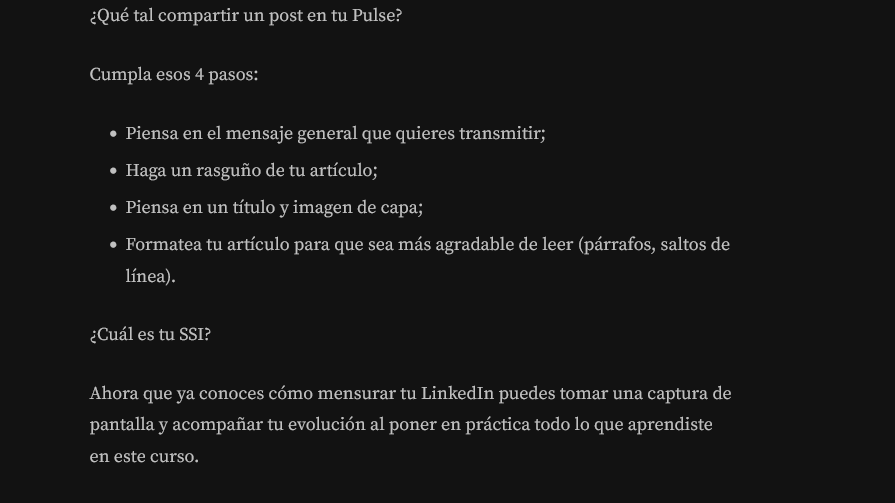 ¿Qué tal compartir un post en tu Pulse?
Cumpla esos 4 pasos:
• Piensa en el mensaje general que quieres transmitir;
• Haga un rasguño de tu artículo;
• Piensa en un título y imagen de capa;
• Formatea tu artículo para que sea más agradable de leer (párrafos, saltos de
línea).
¿Cuál es tu SSI?
Ahora que ya conoces cómo mensurar tu LinkedIn puedes tomar una captura de
pantalla y acompañar tu evolución al poner en práctica todo lo que aprendiste
en este curso.